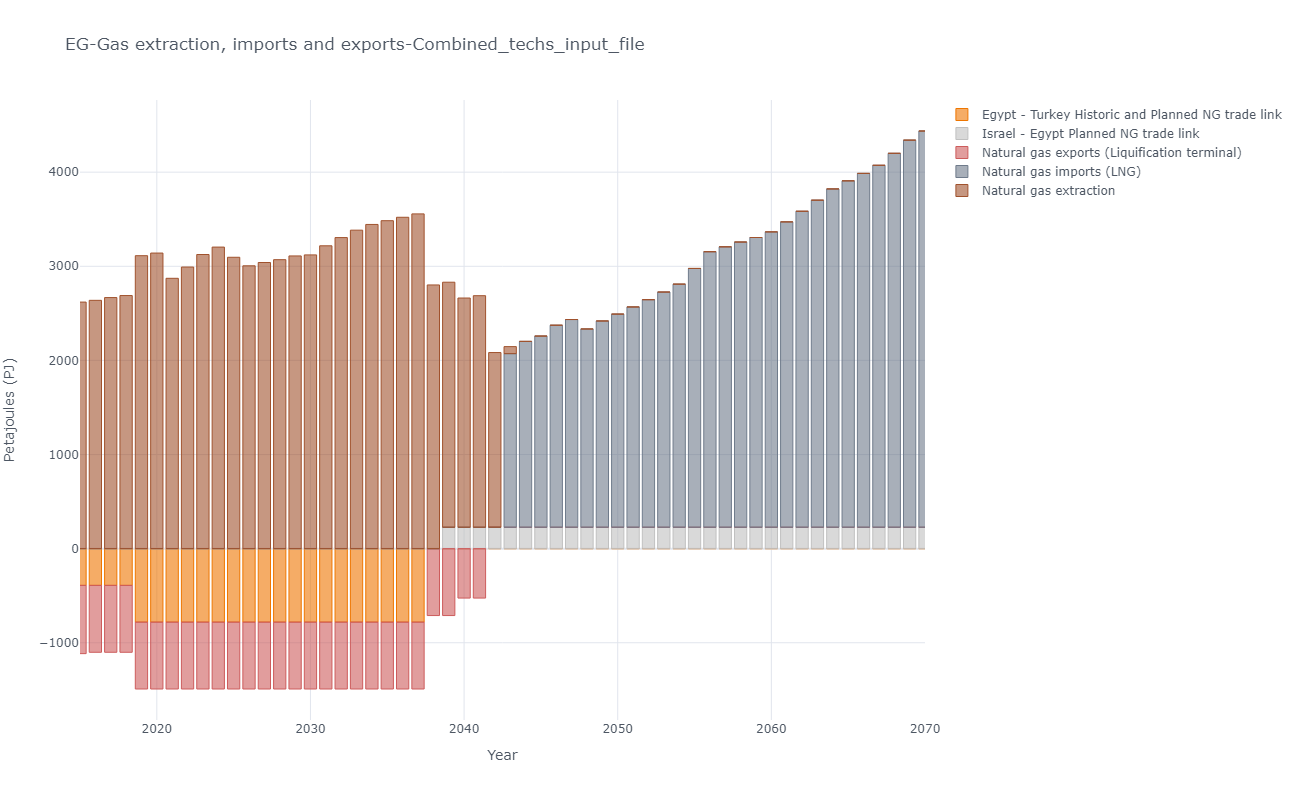 EG-Gas extraction, imports and exports-Combined_techs_input_file
Egypt - Turkey Historic and Planned NG trade link
Israel - Egypt Planned NG trade link
Natural gas exports (Liquification terminal)
Natural gas imports (LNG)
Natural gas extraction
4000
3000
2000
1000
0
−1000
Petajoules (PJ)
2020
2030
2040
2050
2060
2070
Year